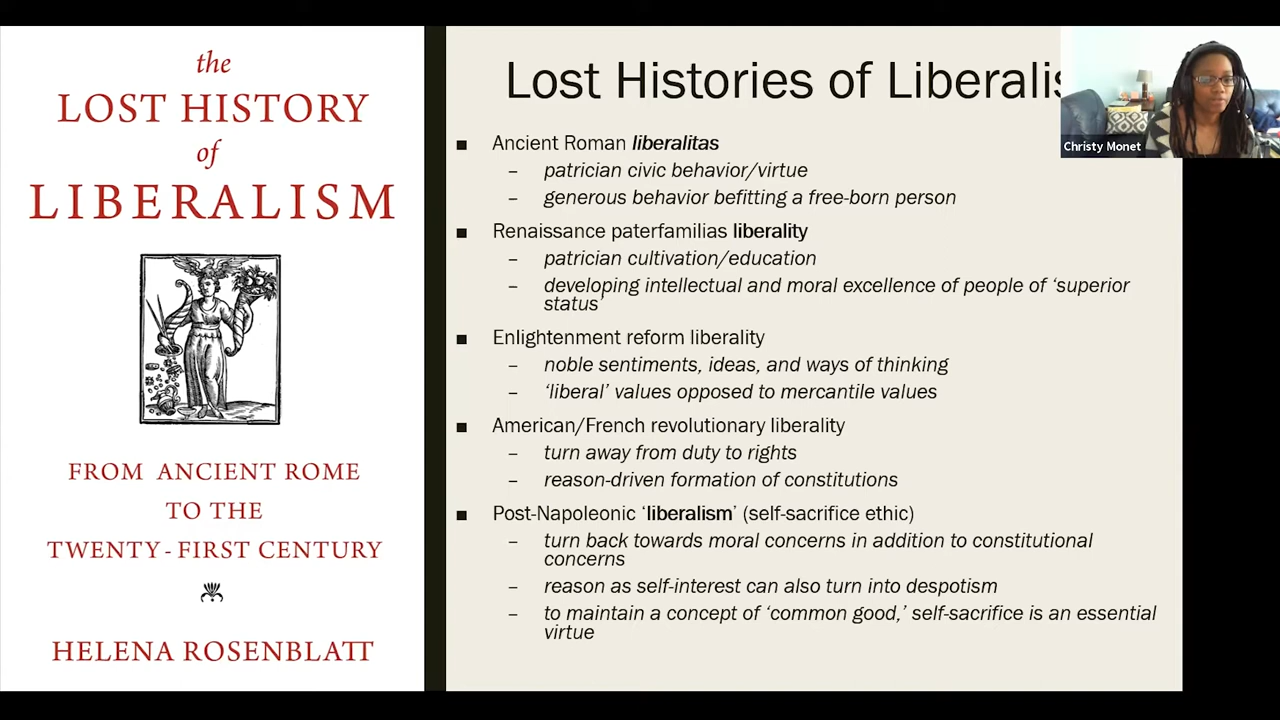 the
LOST HISTORY
of
LIBERALISM
FROM ANCIENT ROME
TO THE
TWENTY-FIRST CENTURY
HELENA ROSENBLATT
Lost Histories of Liberalis
Christy Monet
■ Ancient Roman liberalitas
– patrician civic behavior/virtue
– generous behavior befitting a free-born person
■ Renaissance paterfamilias liberality
– patrician cultivation/education
– developing intellectual and moral excellence of people of ‘superior
status’
■ Enlightenment reform liberality
– noble sentiments, ideas, and ways of thinking
– ‘liberal’ values opposed to mercantile values
■ American/French revolutionary liberality
– turn away from duty to rights
– reason-driven formation of constitutions
■ Post-Napoleonic ‘liberalism’ (self-sacrifice ethic)
– turn back towards moral concerns in addition to constitutional
concerns
– reason as self-interest can also turn into despotism
– to maintain a concept of ‘common good,’ self-sacrifice is an essential
virtue